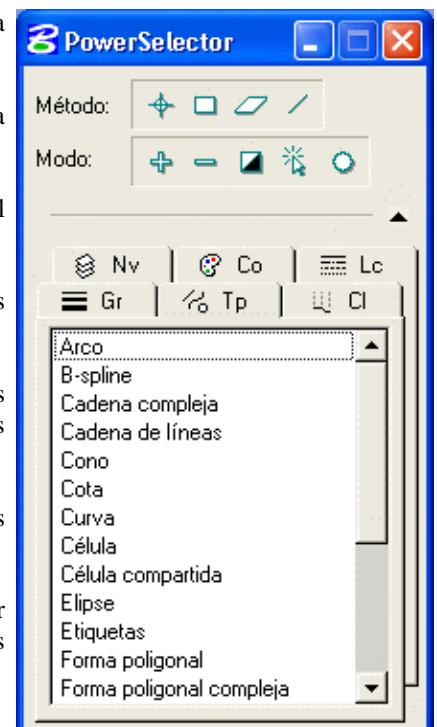 PowerSelector
Método:
Modo:
Nv Co Lc
Gr Tp Cl
Arco
B-spline
Cadena compleja
Cadena de líneas
Cono
Cota
Curva
Célula
Célula compartida
Elipse
Etiquetas
Forma poligonal
Forma poligonal compleja